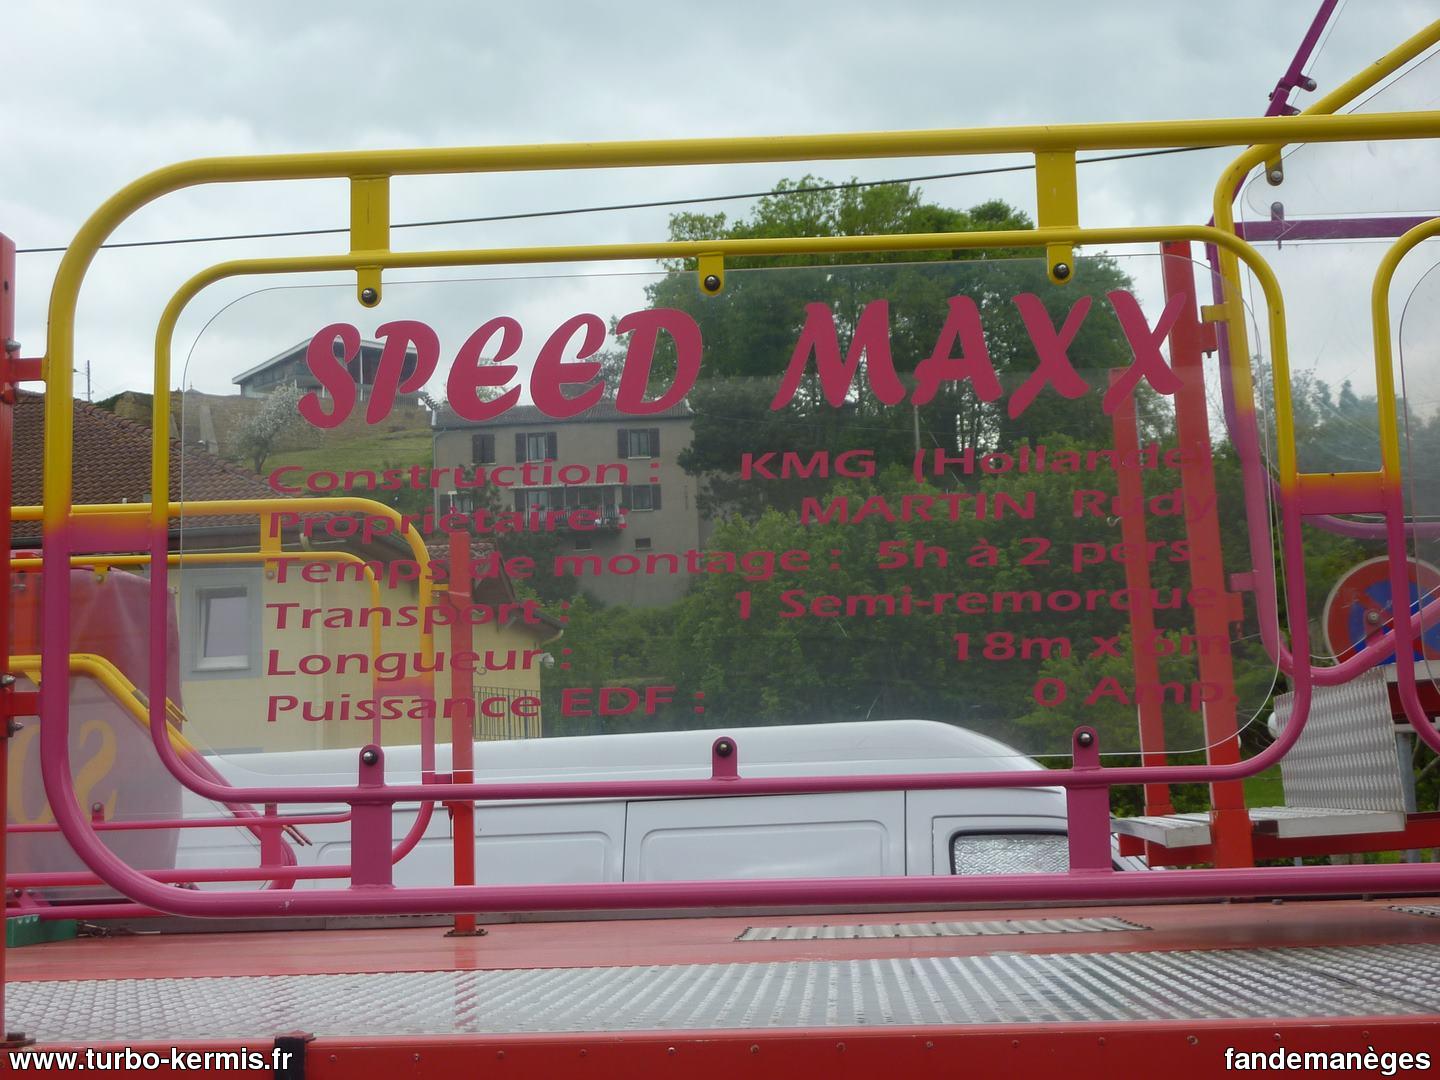 SPEED MAXX
Construction : KMG (Hollande)
Propriètaire : MARTIN Rudy
Temps de montage : 5h à 2 pers.
Transport : 1 Semi-remorque
Longueur : 18m x 6m
Puissance EDF : 0 Amp.
www.turbo-kermis.fr
fandemanèges